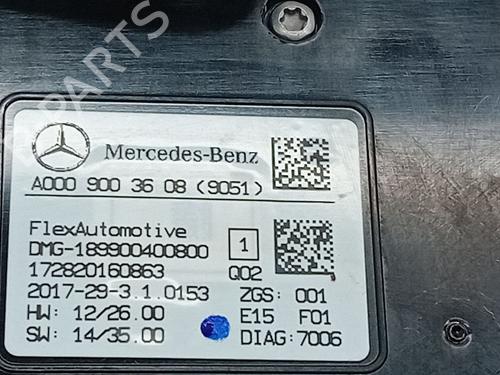 B-PARTS
Mercedes-Benz
A000 900 36 08 (9051)
FlexAutomotive
DMG-189900400800 1
172820160863 Q02
2017-29-3.1.0153 ZGS: 001
HW: 12/26.00 E15 F01
SW: 14/35.00 DIAG:7006